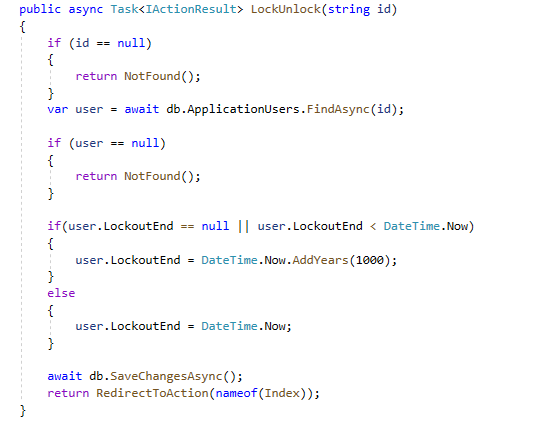 public async Task<IActionResult> LockUnlock(string id)
{
if (id == null)
{
return NotFound();
}
var user = await db.ApplicationUsers.FindAsync(id);
if (user == null)
{
return NotFound();
}
if(user.LockoutEnd == null || user.LockoutEnd < DateTime.Now)
{
user.LockoutEnd = DateTime.Now.AddYears(1000);
}
else
{
user.LockoutEnd = DateTime.Now;
}
await db.SaveChangesAsync();
return RedirectToAction(nameof(Index));
}